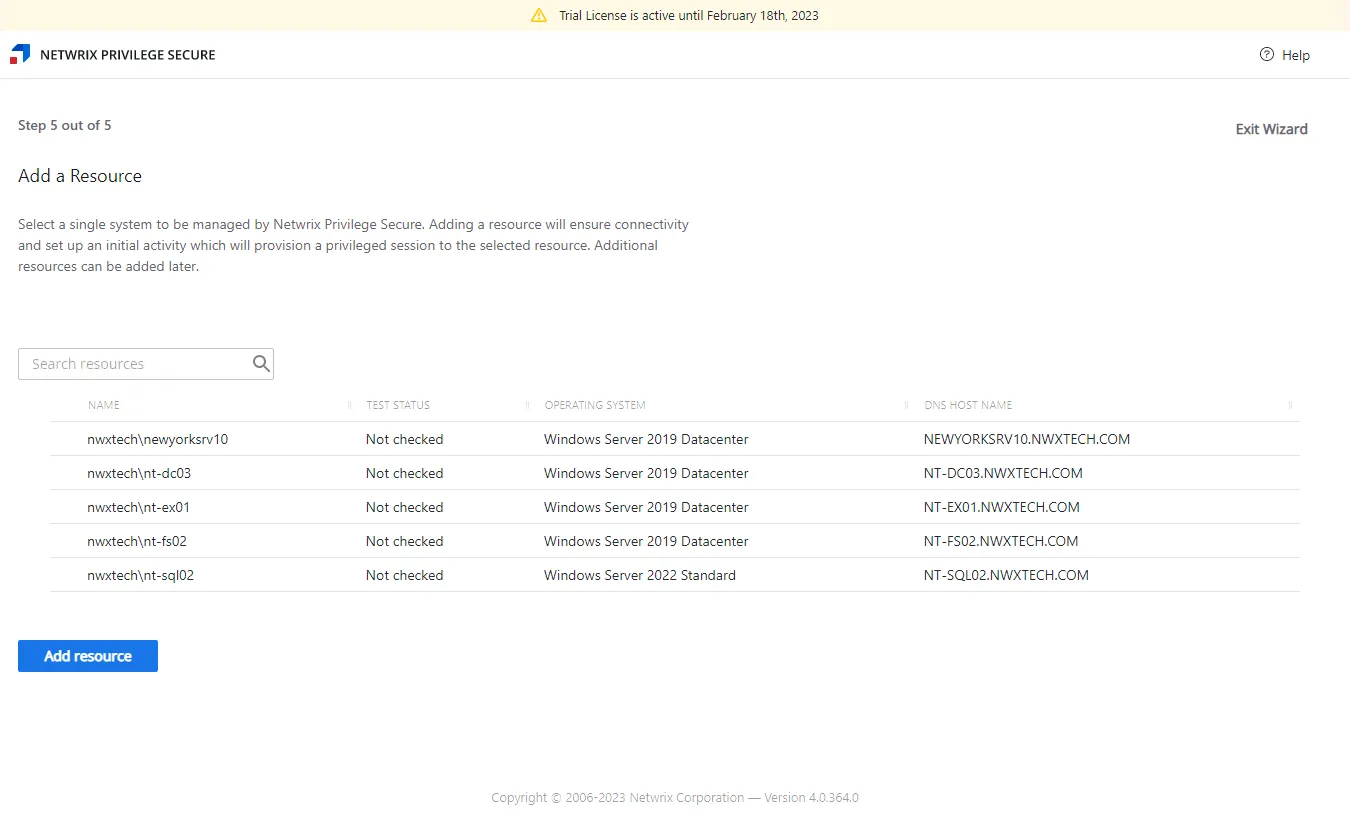 Trial License is active until February 18th, 2023
NETWRIX PRIVILEGE SECURE
Help
Step 5 out of 5
Exit Wizard
Add a Resource
Select a single system to be managed by Netwrix Privilege Secure. Adding a resource will ensure connectivity
and set up an initial activity which will provision a privileged session to the selected resource. Additional
resources can be added later.
Search resources
NAME TEST STATUS OPERATING SYSTEM DNS HOST NAME
nwxtech\newyorksrv10 Not checked Windows Server 2019 Datacenter NEWYORKSRV10.NWXTECH.COM
nwxtech\nt-dc03 Not checked Windows Server 2019 Datacenter NT-DC03.NWXTECH.COM
nwxtech\nt-ex01 Not checked Windows Server 2019 Datacenter NT-EX01.NWXTECH.COM
nwxtech\nt-fs02 Not checked Windows Server 2019 Datacenter NT-FS02.NWXTECH.COM
nwxtech\nt-sql02 Not checked Windows Server 2022 Standard NT-SQL02.NWXTECH.COM
Add resource
Copyright © 2006-2023 Netwrix Corporation — Version 4.0.364.0